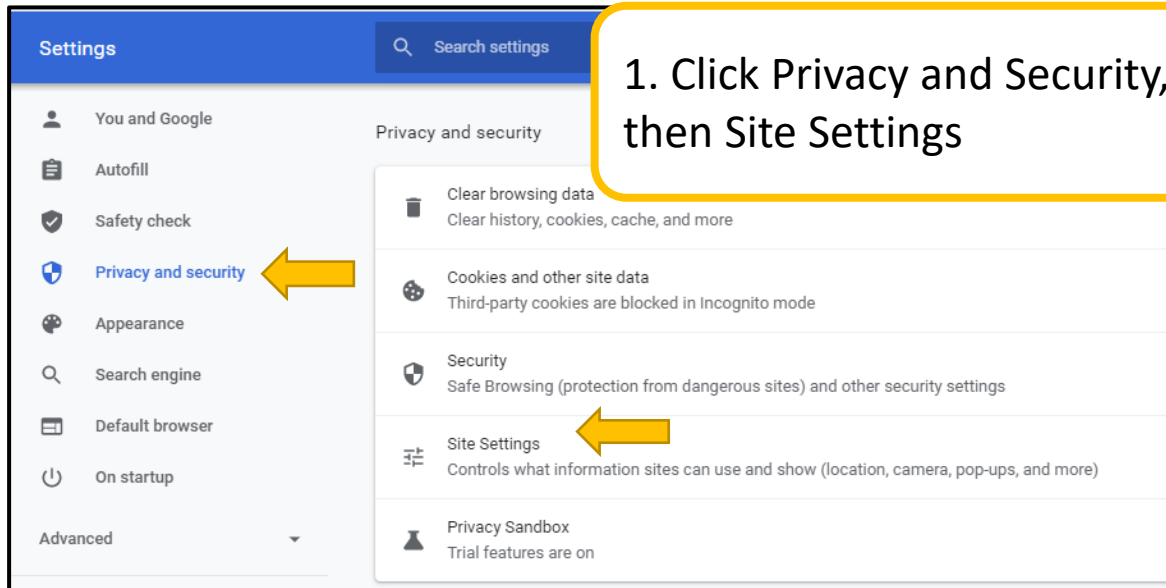 Settings
Search settings
1. Click Privacy and Security,
then Site Settings
You and Google
Autofill
Safety check
Privacy and security
Appearance
Search engine
Default browser
On startup
Advanced
Privacy and security
Clear browsing data
Clear history, cookies, cache, and more
Cookies and other site data
Third-party cookies are blocked in Incognito mode
Security
Safe Browsing (protection from dangerous sites) and other security settings
Site Settings
Controls what information sites can use and show (location, camera, pop-ups, and more)
Privacy Sandbox
Trial features are on